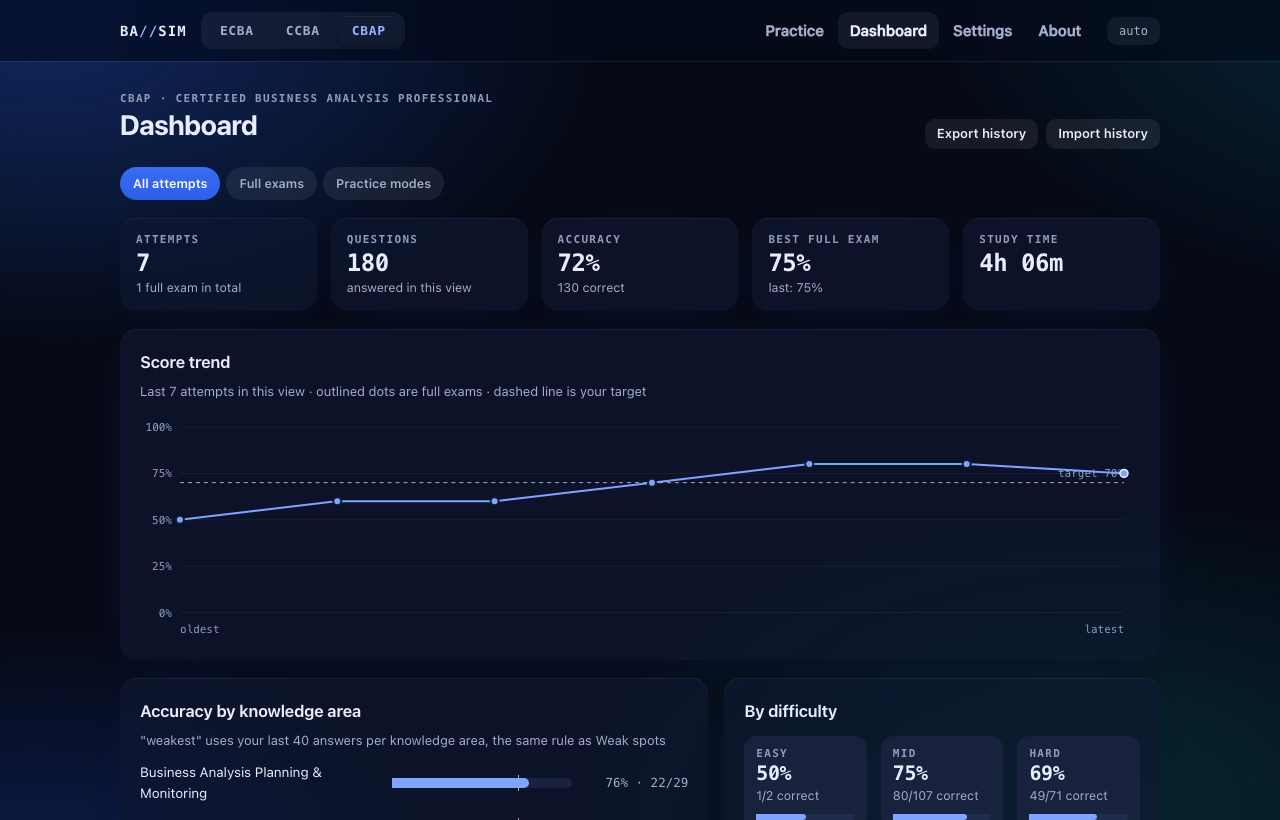 BA//SIM ECBA CCBA CBAP Practice Dashboard Settings About auto
CBAP · CERTIFIED BUSINESS ANALYSIS PROFESSIONAL
Dashboard
Export history Import history
All attempts Full exams Practice modes
ATTEMPTS QUESTIONS ACCURACY BEST FULL EXAM STUDY TIME
7 180 72% 75% 4h 06m
1 full exam in total answered in this view 130 correct last: 75%
Score trend
Last 7 attempts in this view · outlined dots are full exams · dashed line is your target
100%
75%
target 70%
50%
25%
0%
oldest latest
Accuracy by knowledge area
"weakest" uses your last 40 answers per knowledge area, the same rule as Weak spots
Business Analysis Planning &
Monitoring
76% · 22/29
By difficulty
EASY MID HARD
50% 75% 69%
1/2 correct 80/107 correct 49/71 correct